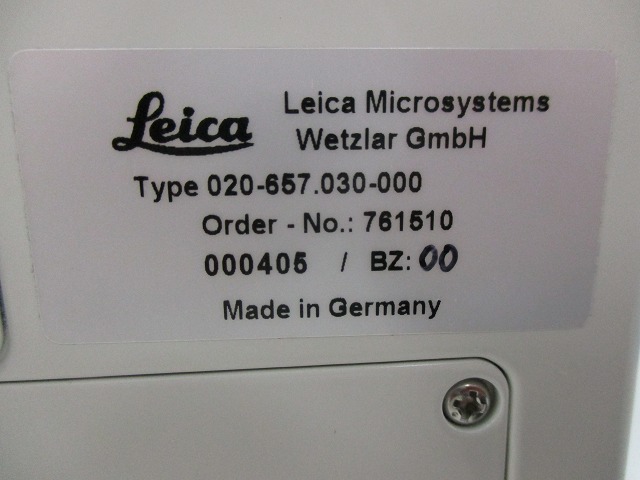 Leica
Leica Microsystems
Wetzlar GmbH
Type 020-657.030-000
Order - No.: 761510
000405 / BZ: 00
Made in Germany